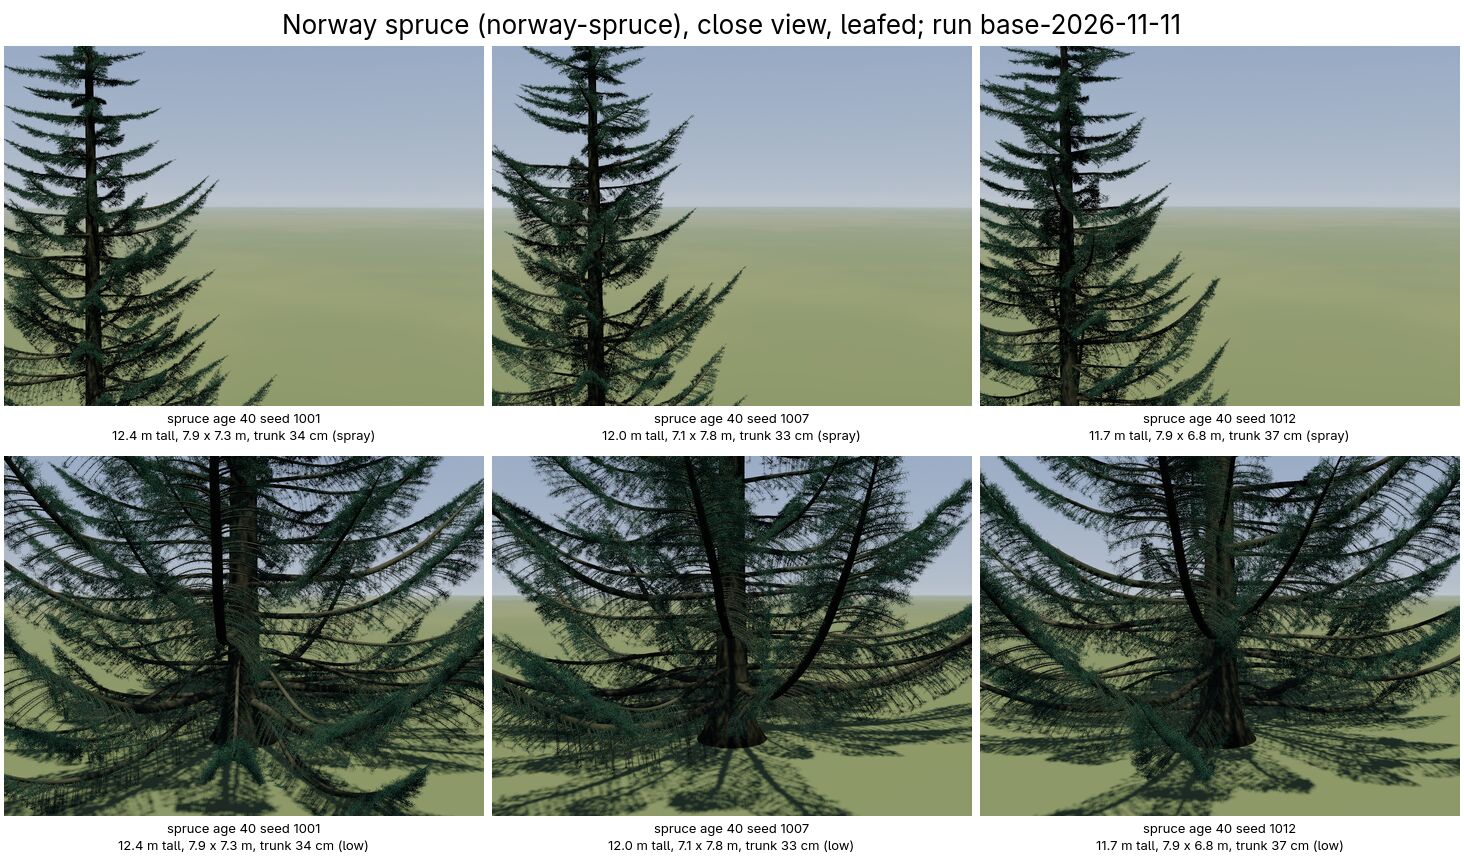 Norway spruce (norway-spruce), close view, leafed; run base-2026-11-11
spruce age 40 seed 1001
12.4 m tall, 7.9 x 7.3 m, trunk 34 cm (spray)
spruce age 40 seed 1007
12.0 m tall, 7.1 x 7.8 m, trunk 33 cm (spray)
spruce age 40 seed 1012
11.7 m tall, 7.9 x 6.8 m, trunk 37 cm (spray)
spruce age 40 seed 1001
12.4 m tall, 7.9 x 7.3 m, trunk 34 cm (low)
spruce age 40 seed 1007
12.0 m tall, 7.1 x 7.8 m, trunk 33 cm (low)
spruce age 40 seed 1012
11.7 m tall, 7.9 x 6.8 m, trunk 37 cm (low)